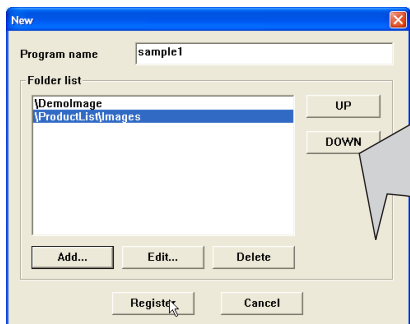 New
Program name sample1
Folder list
\DemoImage
\ProductList\Images
UP
DOWN
Add... Edit... Delete
Register Cancel